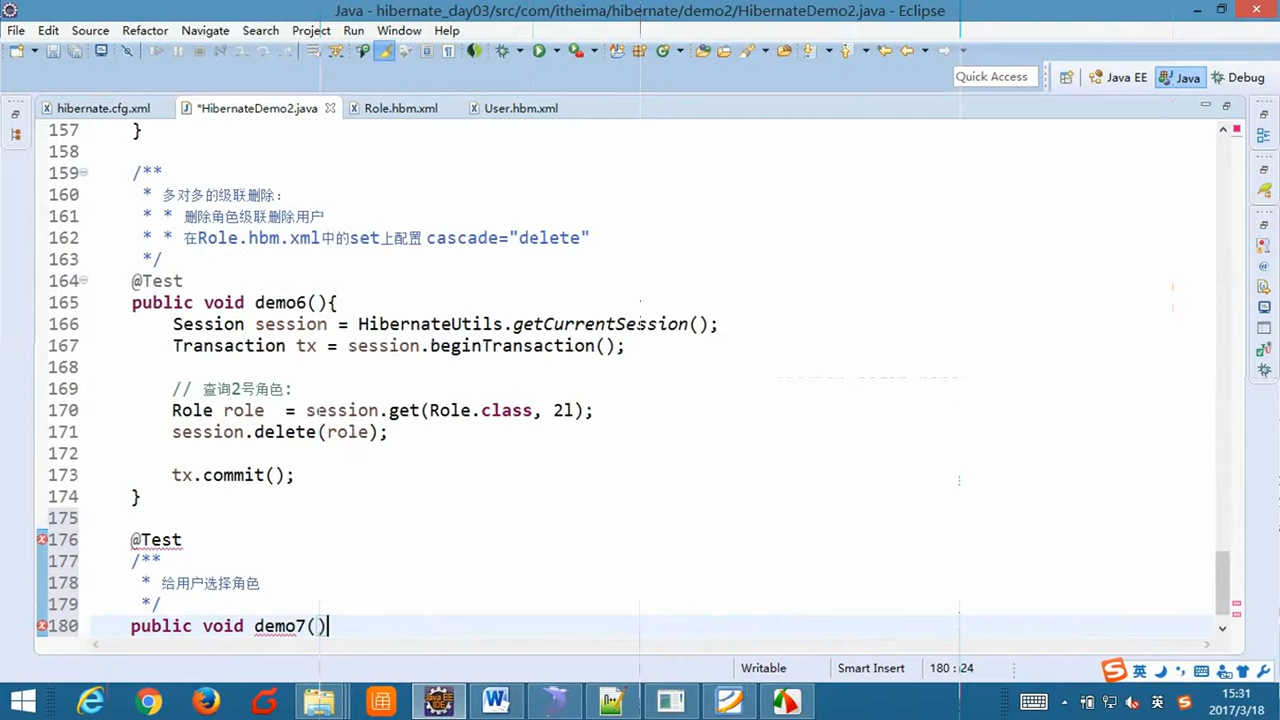 Java - hibernate_day03/src/com/itheima/hibernate/demo2/HibernateDemo2.java - Eclipse
File Edit Source Refactor Navigate Search Project Run Window Help
Quick Access Java EE Java Debug
hibernate.cfg.xml *HibernateDemo2.java Role.hbm.xml User.hbm.xml
157 }
158
159 /**
160 * 多对多的级联删除:
161 * * 删除角色级联删除用户
162 * * 在Role.hbm.xml中的set上配置 cascade="delete"
163 */
164 @Test
165 public void demo6(){
166 Session session = HibernateUtils.getCurrentSession();
167 Transaction tx = session.beginTransaction();
168
169 // 查询2号角色:
170 Role role = session.get(Role.class, 2l);
171 session.delete(role);
172
173 tx.commit();
174 }
175
176 @Test
177 /**
178 * 给用户选择角色
179 */
180 public void demo7()
Writable Smart Insert 180 : 24
英
15:31
英
2017/3/18